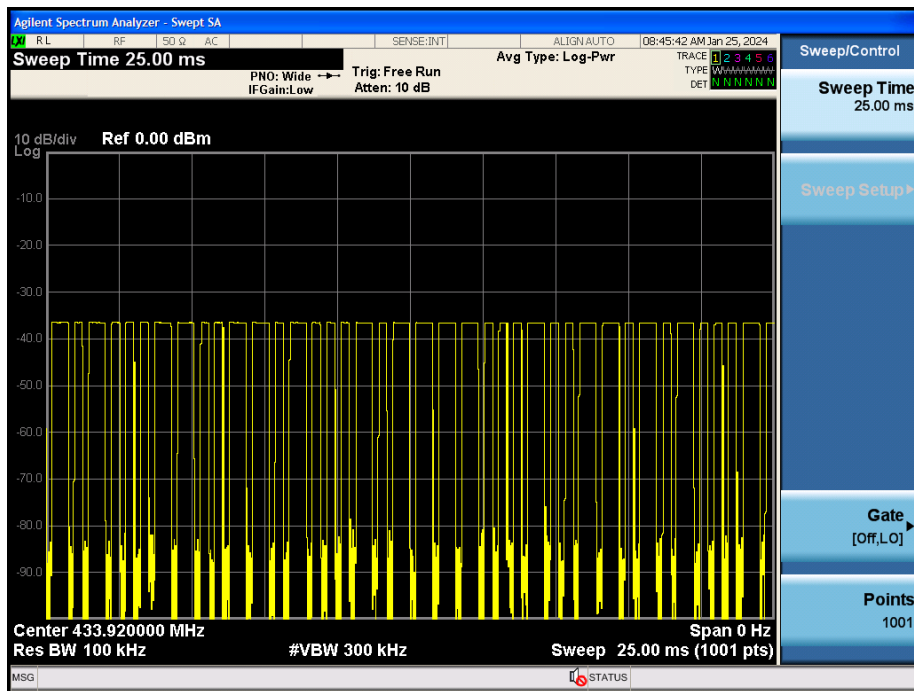 Agilent Spectrum Analyzer - Swept SA
LXI RL RF 50 Ω AC SENSE:INT ALIGN AUTO 08:45:42 AM Jan 25, 2024
Sweep Time 25.00 ms
Avg Type: Log-Pwr
TRACE 1 2 3 4 5 6
PNO: Wide
Trig: Free Run
TYPE
IFGain:Low
Atten: 10 dB
DET N N N N N N
10 dB/div Ref 0.00 dBm
Log
-10.0
-20.0
-30.0
-40.0
-50.0
-60.0
-70.0
-80.0
-90.0
Center 433.920000 MHz Span 0 Hz
Res BW 100 kHz #VBW 300 kHz Sweep 25.00 ms (1001 pts)
MSG STATUS
Sweep/Control
Sweep Time
25.00 ms
Sweep Setup
Gate
[Off,LO]
Points
1001